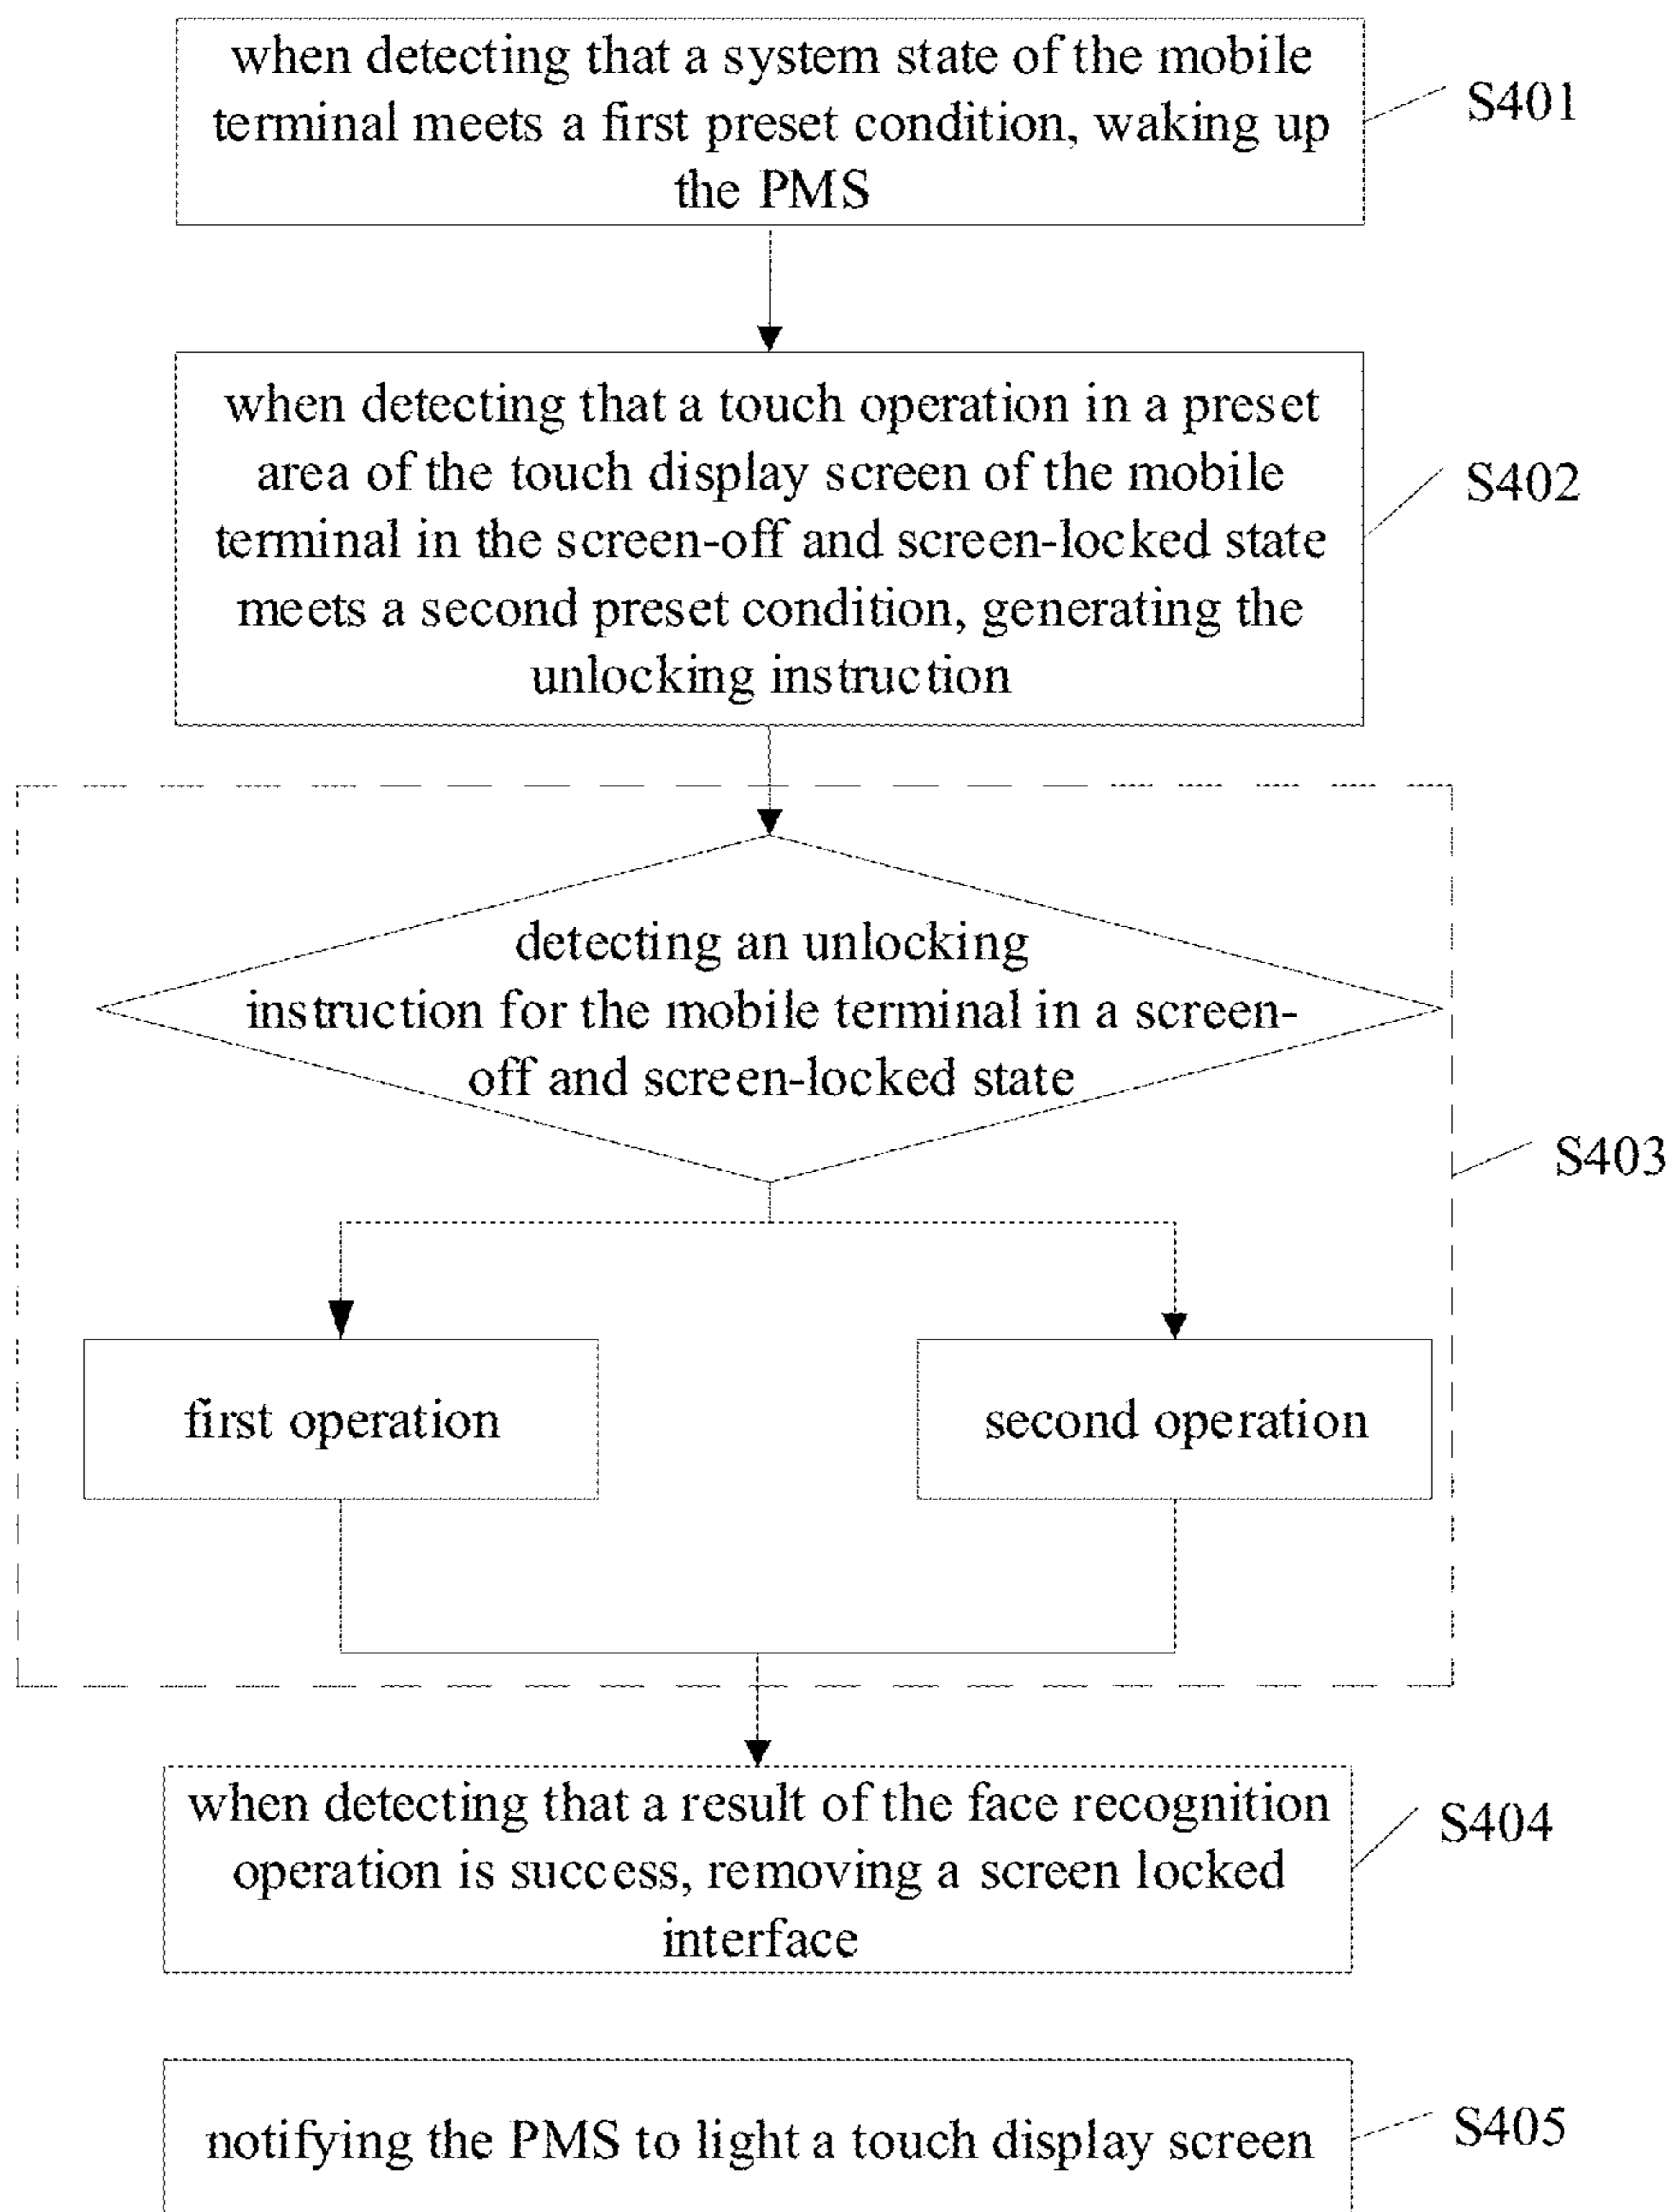 when detecting that a system state of the mobile
terminal meets a first preset condition, waking up
the PMS
S401
when detecting that a touch operation in a preset
area of the touch display screen of the mobile
terminal in the screen-off and screen-locked state
meets a second preset condition, generating the
unlocking instruction
S402
detecting an unlocking
instruction for the mobile terminal in a screen-
off and screen-locked state
S403
first operation
second operation
when detecting that a result of the face recognition
operation is success, removing a screen locked
interface
S404
notifying the PMS to light a touch display screen
S405